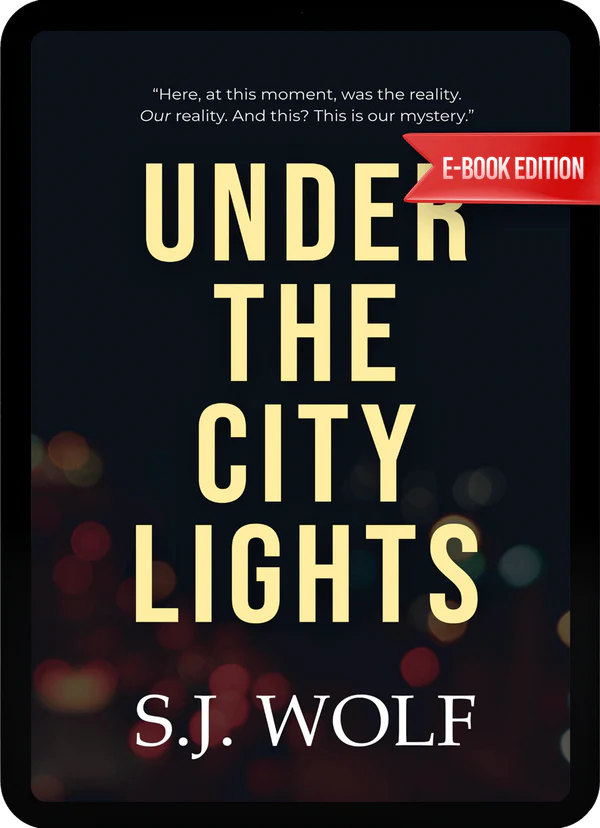 “Here, at this moment, was the reality.
Our reality. And this? This is our mystery.”
E-BOOK EDITION
UNDER
THE
CITY
LIGHTS
S.J. WOLF